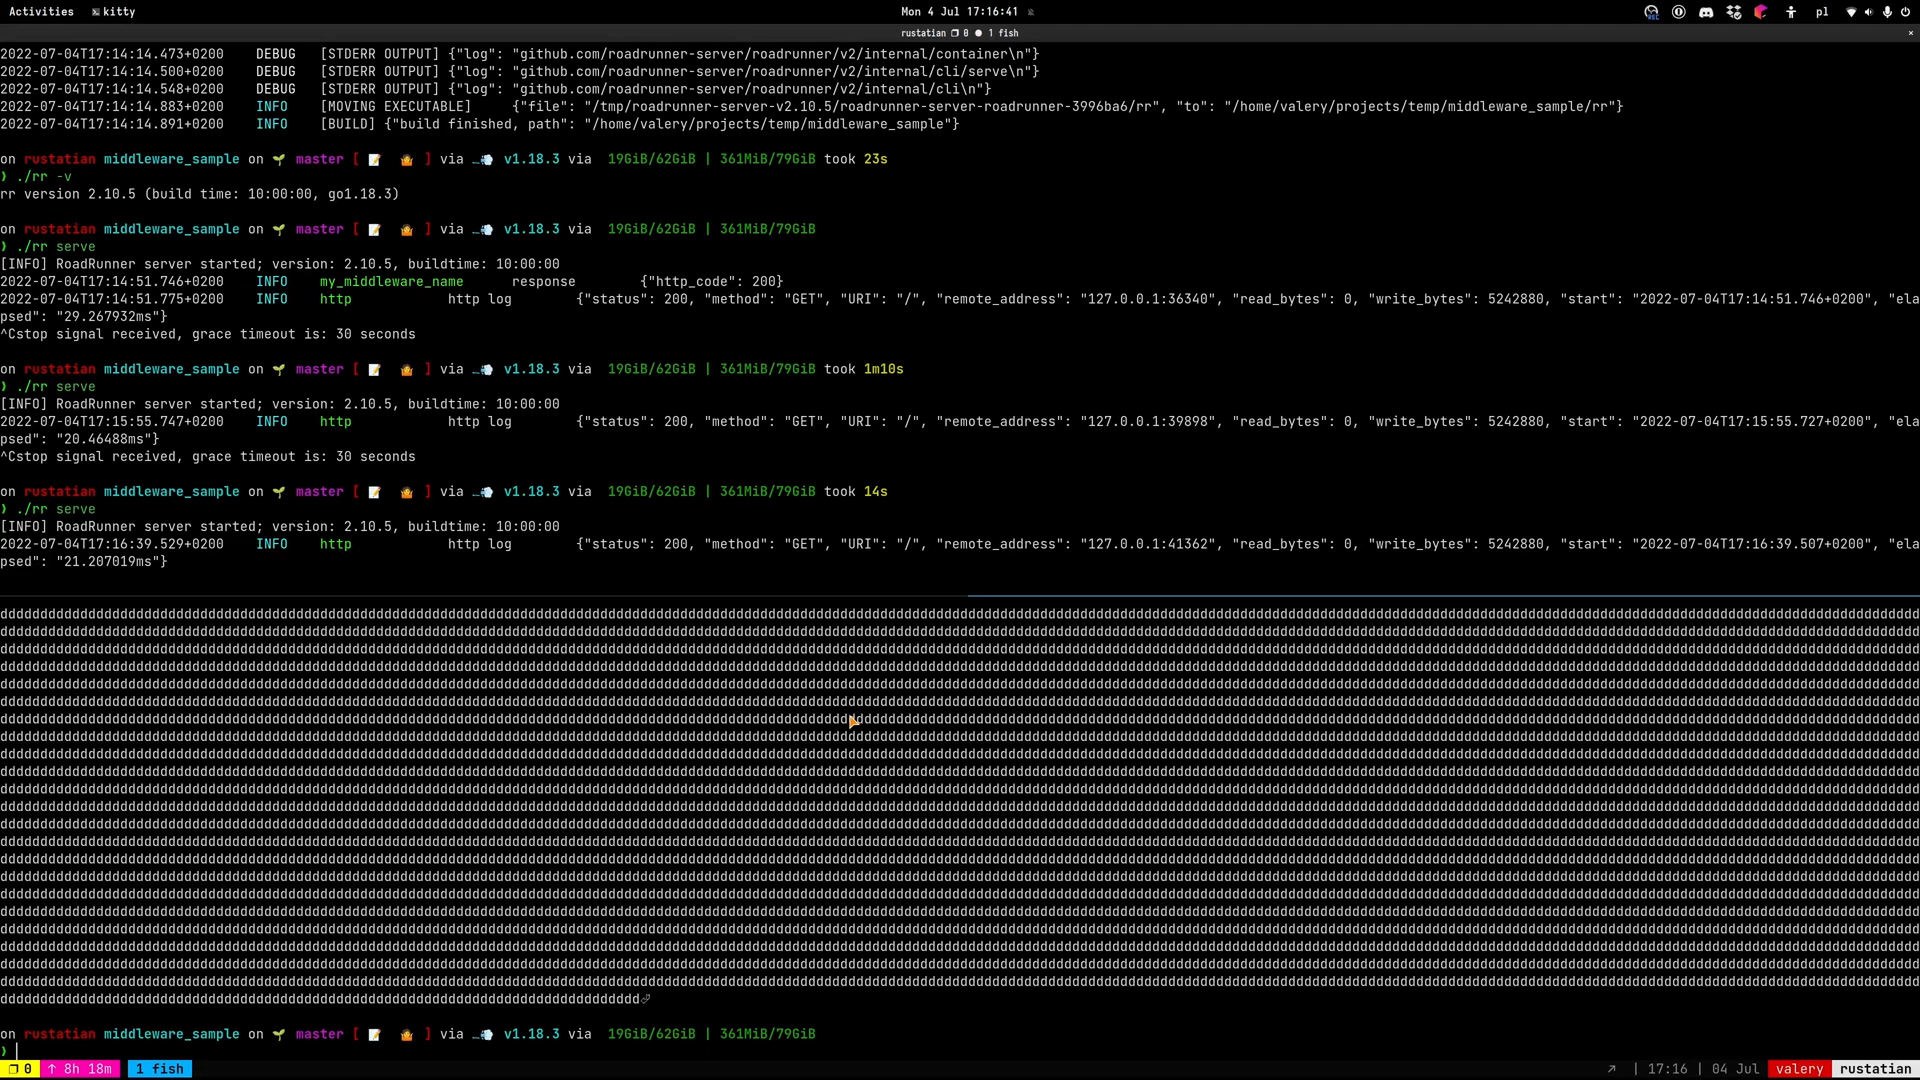 Activities kitty Mon 4 Jul 17:16:41 pl
rustatian 0 ● 1 fish ×
2022-07-04T17:14:14.473+0200 DEBUG [STDERR OUTPUT] {"log": "github.com/roadrunner-server/roadrunner/v2/internal/container\n"}
2022-07-04T17:14:14.500+0200 DEBUG [STDERR OUTPUT] {"log": "github.com/roadrunner-server/roadrunner/v2/internal/cli/serve\n"}
2022-07-04T17:14:14.548+0200 DEBUG [STDERR OUTPUT] {"log": "github.com/roadrunner-server/roadrunner/v2/internal/cli\n"}
2022-07-04T17:14:14.883+0200 INFO [MOVING EXECUTABLE] {"file": "/tmp/roadrunner-server-v2.10.5/roadrunner-server-roadrunner-3996ba6/rr", "to": "/home/valery/projects/temp/middleware_sample/rr"}
2022-07-04T17:14:14.891+0200 INFO [BUILD] {"build finished, path": "/home/valery/projects/temp/middleware_sample"}
on rustatian middleware_sample on 🌱 master [ 📝 🤷 ] via …💨 v1.18.3 via 19GiB/62GiB | 361MiB/79GiB took 23s
❯ ./rr -v
rr version 2.10.5 (build time: 10:00:00, go1.18.3)
on rustatian middleware_sample on 🌱 master [ 📝 🤷 ] via …💨 v1.18.3 via 19GiB/62GiB | 361MiB/79GiB
❯ ./rr serve
[INFO] RoadRunner server started; version: 2.10.5, buildtime: 10:00:00
2022-07-04T17:14:51.746+0200 INFO my_middleware_name response {"http_code": 200}
2022-07-04T17:14:51.775+0200 INFO http http log {"status": 200, "method": "GET", "URI": "/", "remote_address": "127.0.0.1:36340", "read_bytes": 0, "write_bytes": 5242880, "start": "2022-07-04T17:14:51.746+0200", "ela
psed": "29.267932ms"}
^Cstop signal received, grace timeout is: 30 seconds
on rustatian middleware_sample on 🌱 master [ 📝 🤷 ] via …💨 v1.18.3 via 19GiB/62GiB | 361MiB/79GiB took 1m10s
❯ ./rr serve
[INFO] RoadRunner server started; version: 2.10.5, buildtime: 10:00:00
2022-07-04T17:15:55.747+0200 INFO http http log {"status": 200, "method": "GET", "URI": "/", "remote_address": "127.0.0.1:39898", "read_bytes": 0, "write_bytes": 5242880, "start": "2022-07-04T17:15:55.727+0200", "ela
psed": "20.46488ms"}
^Cstop signal received, grace timeout is: 30 seconds
on rustatian middleware_sample on 🌱 master [ 📝 🤷 ] via …💨 v1.18.3 via 19GiB/62GiB | 361MiB/79GiB took 14s
❯ ./rr serve
[INFO] RoadRunner server started; version: 2.10.5, buildtime: 10:00:00
2022-07-04T17:16:39.529+0200 INFO http http log {"status": 200, "method": "GET", "URI": "/", "remote_address": "127.0.0.1:41362", "read_bytes": 0, "write_bytes": 5242880, "start": "2022-07-04T17:16:39.507+0200", "ela
psed": "21.207019ms"}
dddddddddddddddddddddddddddddddddddddddddddddddddddddddddddddddddddddddddddddddd⏎
on rustatian middleware_sample on 🌱 master [ 📝 🤷 ] via …💨 v1.18.3 via 19GiB/62GiB | 361MiB/79GiB
❯
0 ↑ 8h 18m 1 fish ↗ | 17:16 | 04 Jul valery rustatian